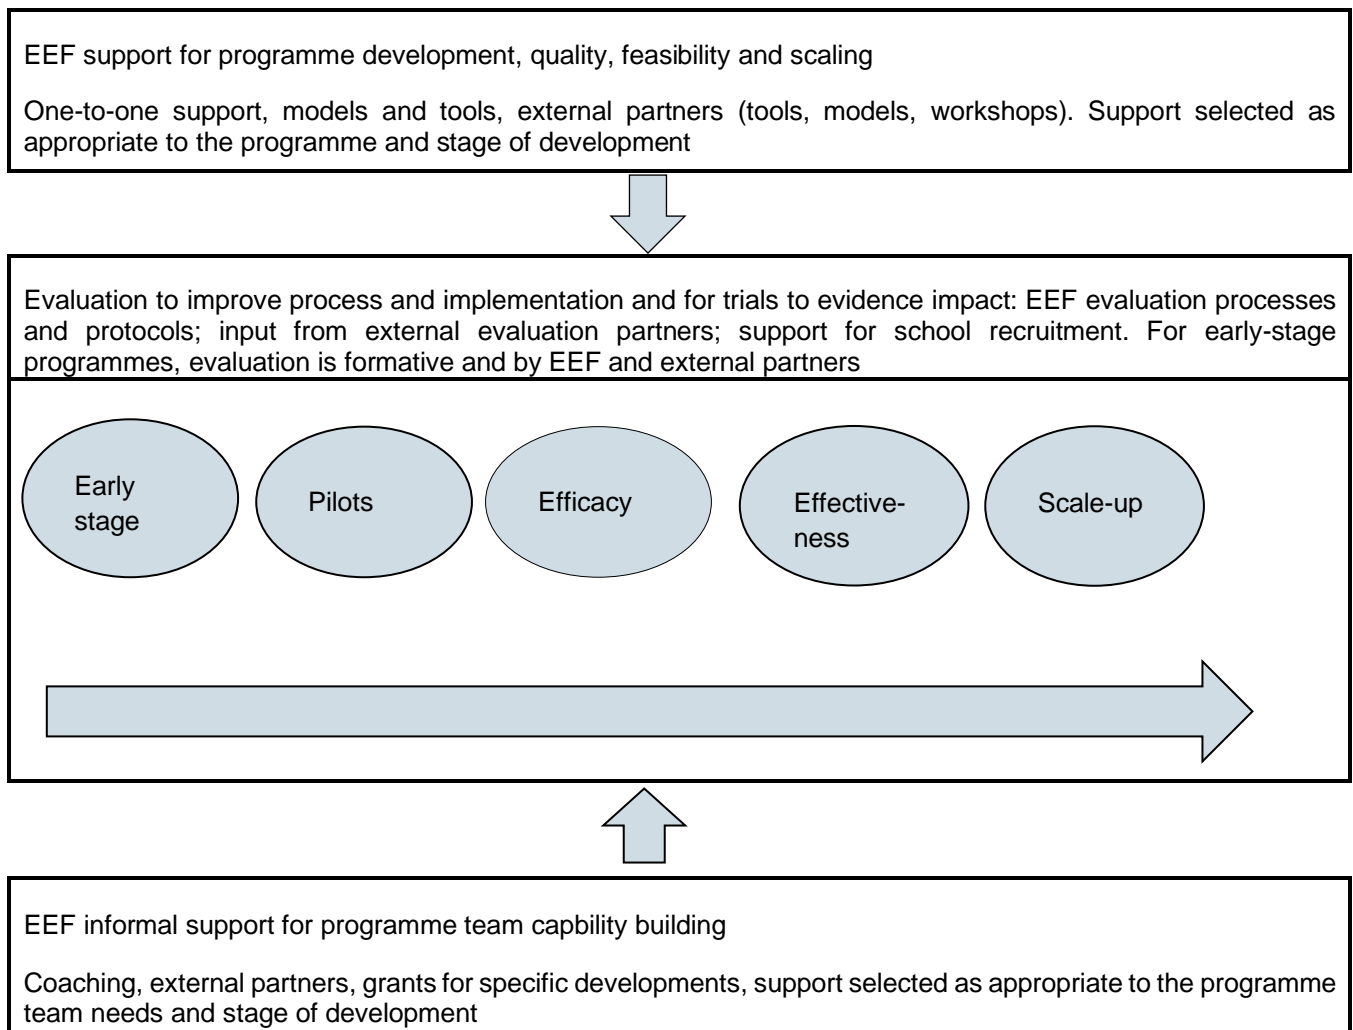 EEF support for programme development, quality, feasibility and scaling
One-to-one support, models and tools, external partners (tools, models, workshops). Support selected as
appropriate to the programme and stage of development
Evaluation to improve process and implementation and for trials to evidence impact: EEF evaluation processes
and protocols; input from external evaluation partners; support for school recruitment. For early-stage
programmes, evaluation is formative and by EEF and external partners
Early
stage
Pilots
Efficacy
Effective-
ness
Scale-up
EEF informal support for programme team capbility building
Coaching, external partners, grants for specific developments, support selected as appropriate to the programme
team needs and stage of development